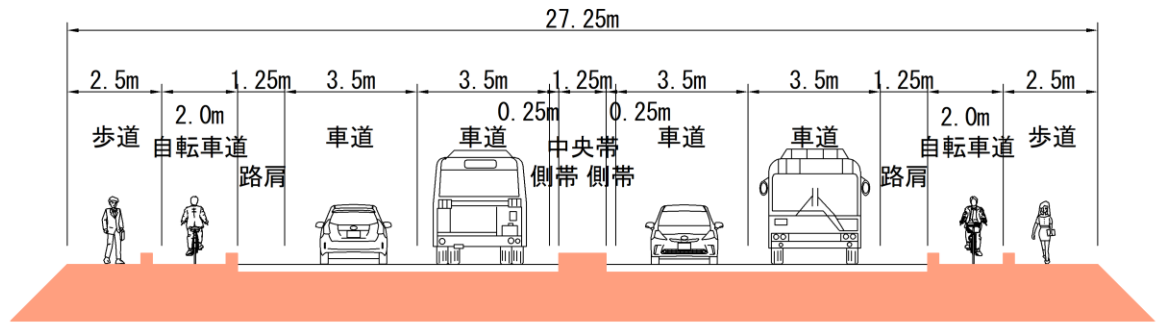 27.25m
2.5m 1.25m 3.5m 3.5m 1.25m 3.5m 3.5m 1.25m 2.5m
2.0m 0.25m 0.25m 2.0m
歩道 自転車道 車道 車道 中央帯 車道 車道 自転車道 歩道
路肩 側帯 側帯 路肩